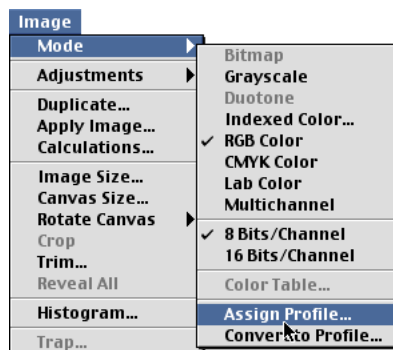 Image
Mode
Adjustments
Duplicate...
Apply Image...
Calculations...
Image Size...
Canvas Size...
Rotate Canvas
Crop
Trim...
Reveal All
Histogram...
Trap...
Bitmap
Grayscale
Duotone
Indexed Color...
RGB Color
CMYK Color
Lab Color
Multichannel
8 Bits/Channel
16 Bits/Channel
Color Table...
Assign Profile...
Convert to Profile...